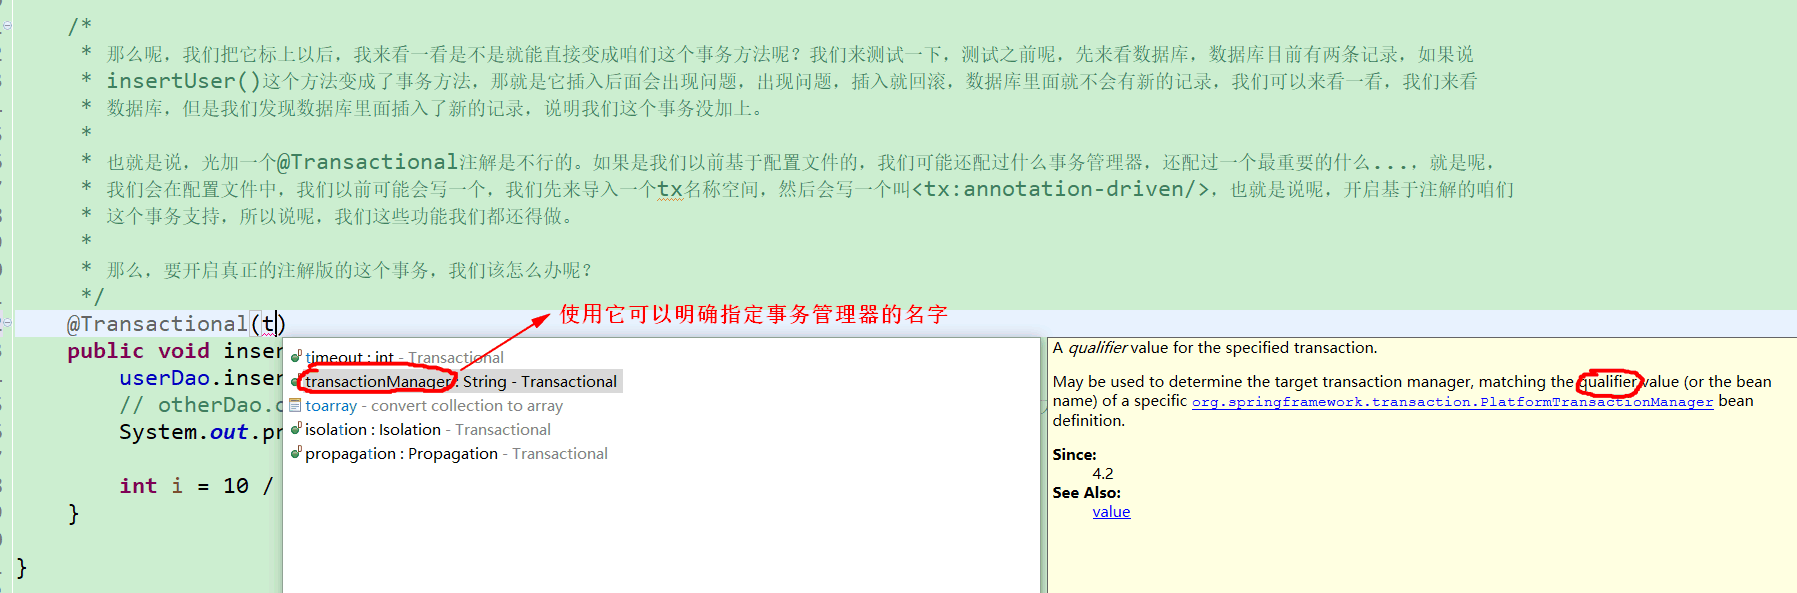 /*
* 那么呢，我们把它标上以后，我来看一看是不是就能直接变成咱们这个事务方法呢？我们来测试一下，测试之前呢，先来看数据库，数据库目前有两条记录，如果说
* insertUser()这个方法变成了事务方法，那就是它插入后面会出现问题，出现问题，插入就回滚，数据库里面就不会有新的记录，我们可以来看一看，我们来看
* 数据库，但是我们发现数据库里面插入了新的记录，说明我们这个事务没加上。
*
* 也就是说，光加一个@Transactional注解是不行的。如果是我们以前基于配置文件的，我们可能还配过什么事务管理器，还配过一个最重要的什么...，就是呢，
* 我们会在配置文件中，我们以前可能会写一个，我们先来导入一个tx名称空间，然后会写一个叫<tx:annotation-driven/>，也就是说呢，开启基于注解的咱们
* 这个事务支持，所以说呢，我们这些功能我们都还得做。
*
* 那么，要开启真正的注解版的这个事务，我们该怎么办呢？
*/
使用它可以明确指定事务管理器的名字
@Transactional(t)
public void inser
userDao.inser
// otherDao.
System.out.pr
int i = 10 /
}
}
timeout : int - Transactional
transactionManager : String - Transactional
toarray - convert collection to array
isolation : Isolation - Transactional
propagation : Propagation - Transactional
A qualifier value for the specified transaction.
May be used to determine the target transaction manager, matching the qualifier value (or the bean
name) of a specific org.springframework.transaction.PlatformTransactionManager bean
definition.
Since:
4.2
See Also:
value